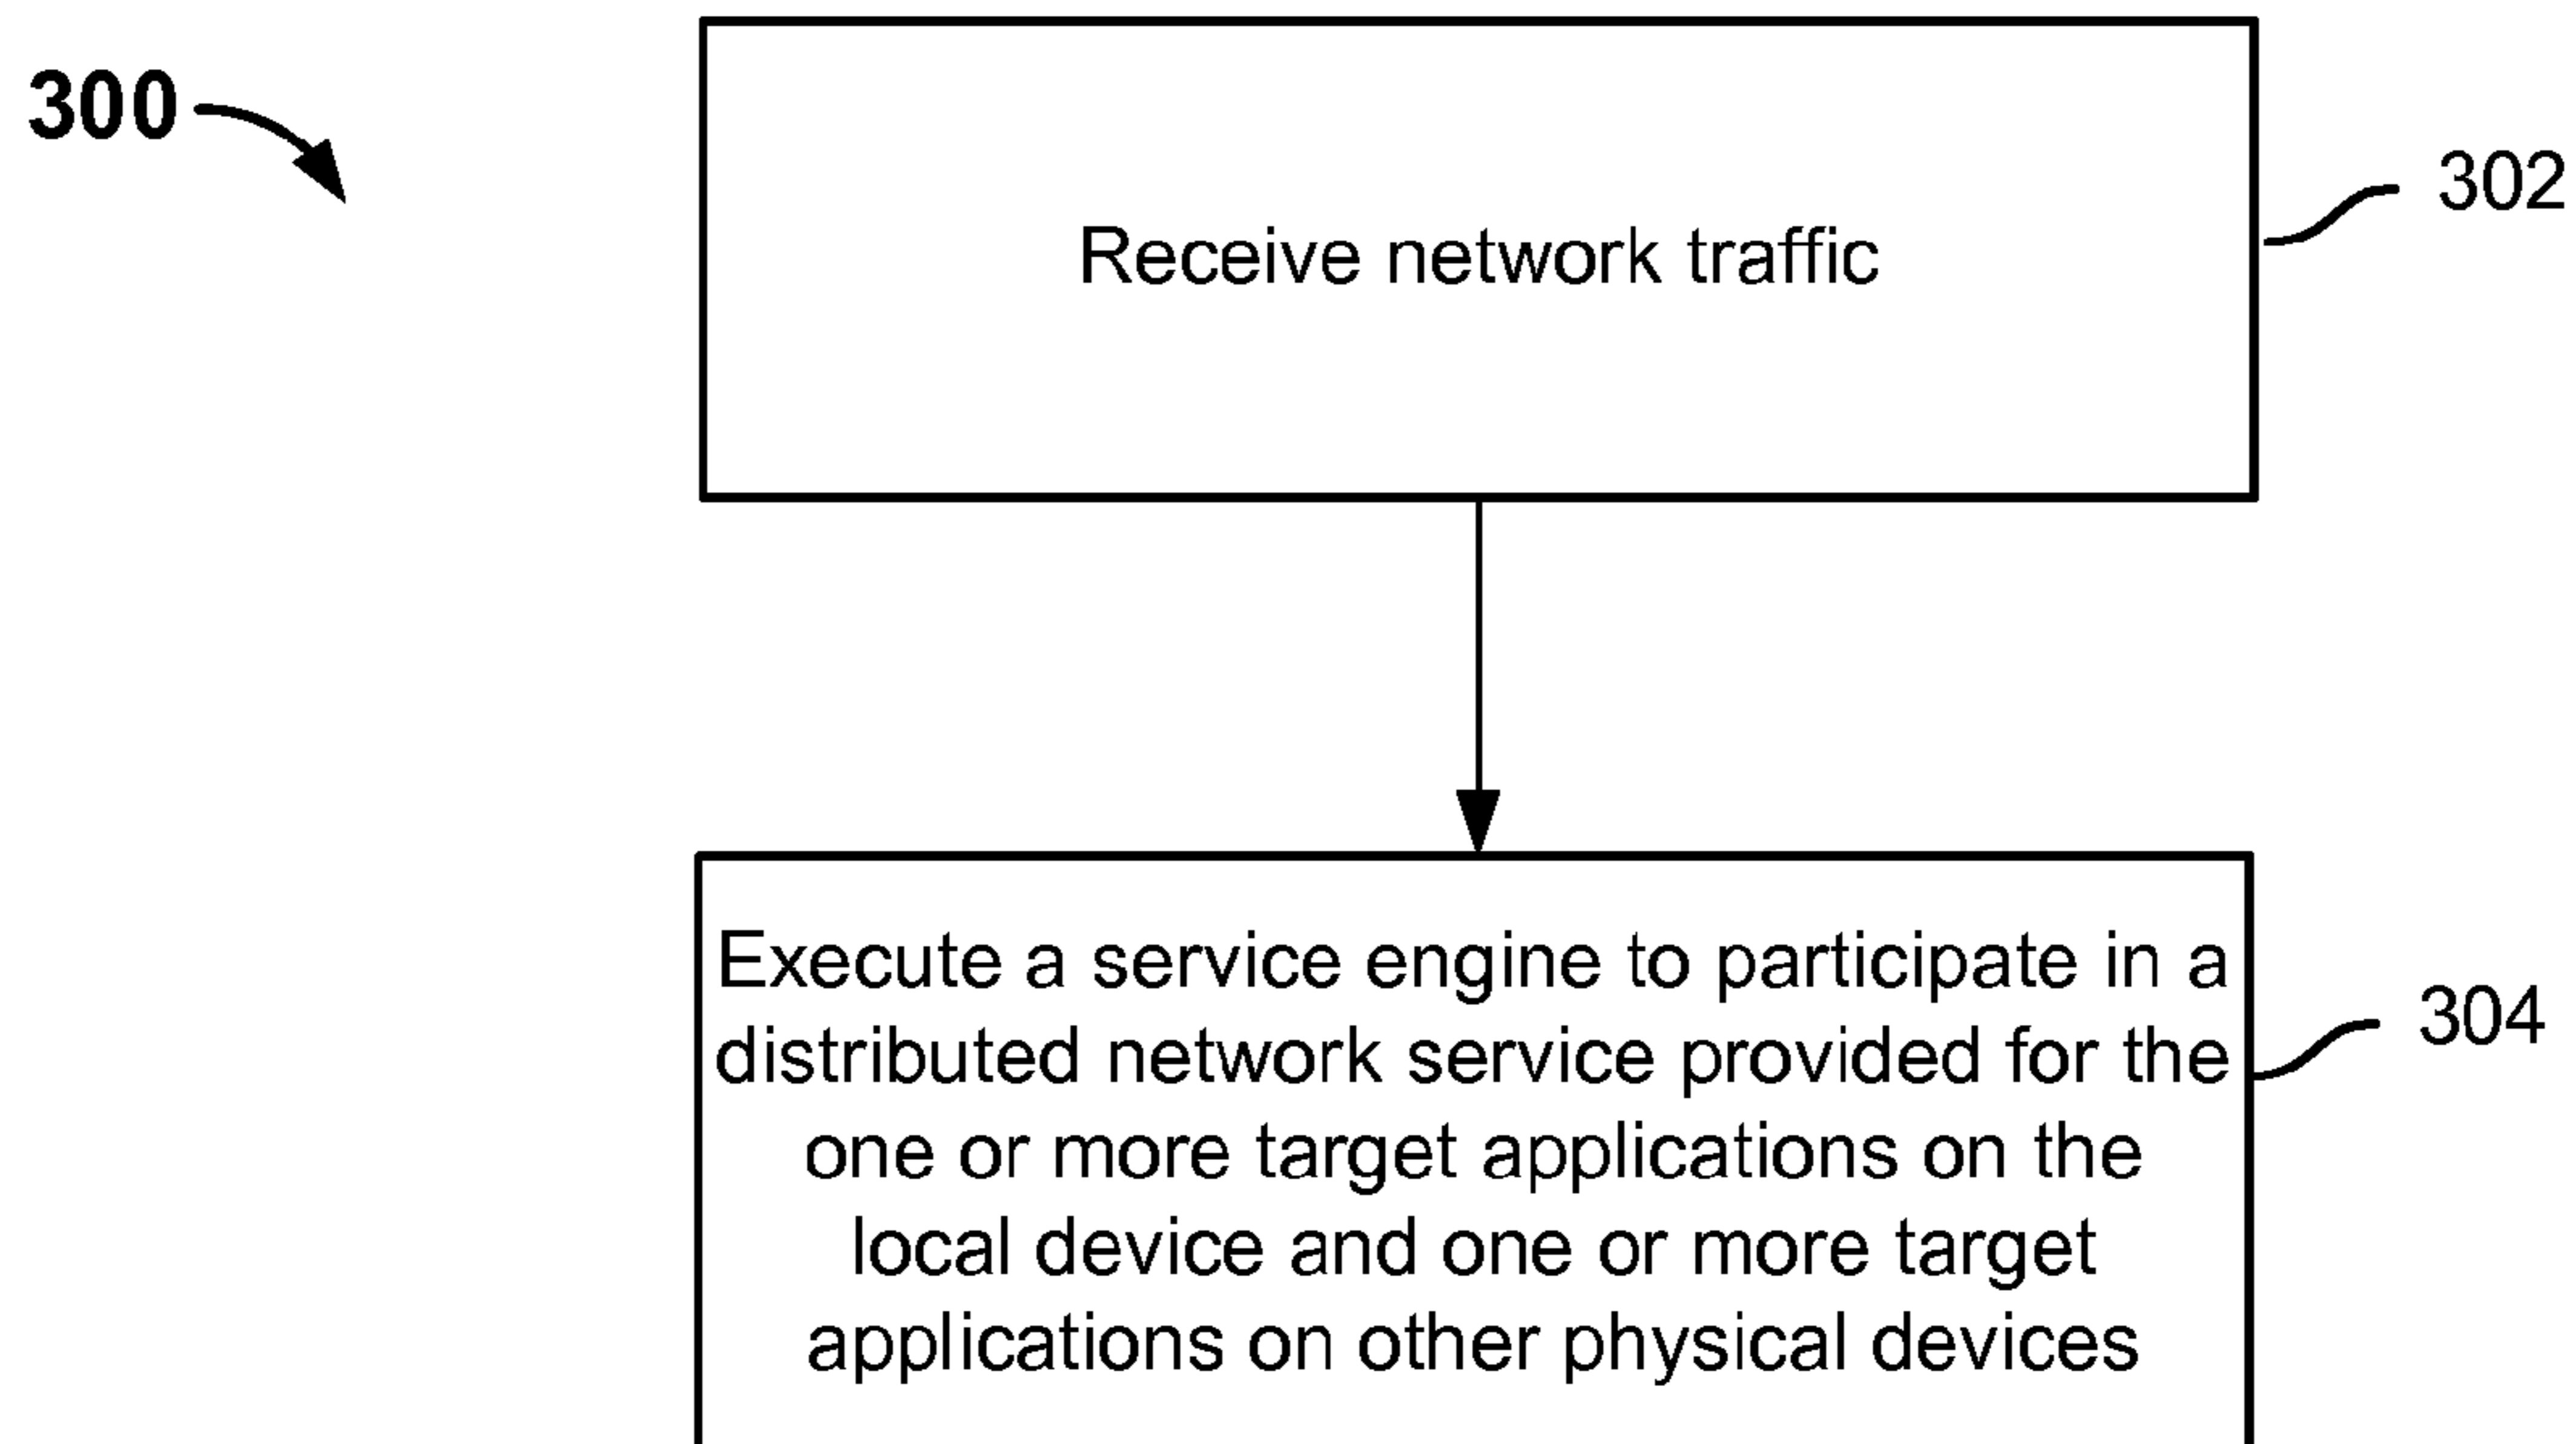 300
Receive network traffic
302
Execute a service engine to participate in a
distributed network service provided for the
one or more target applications on the
local device and one or more target
applications on other physical devices
304